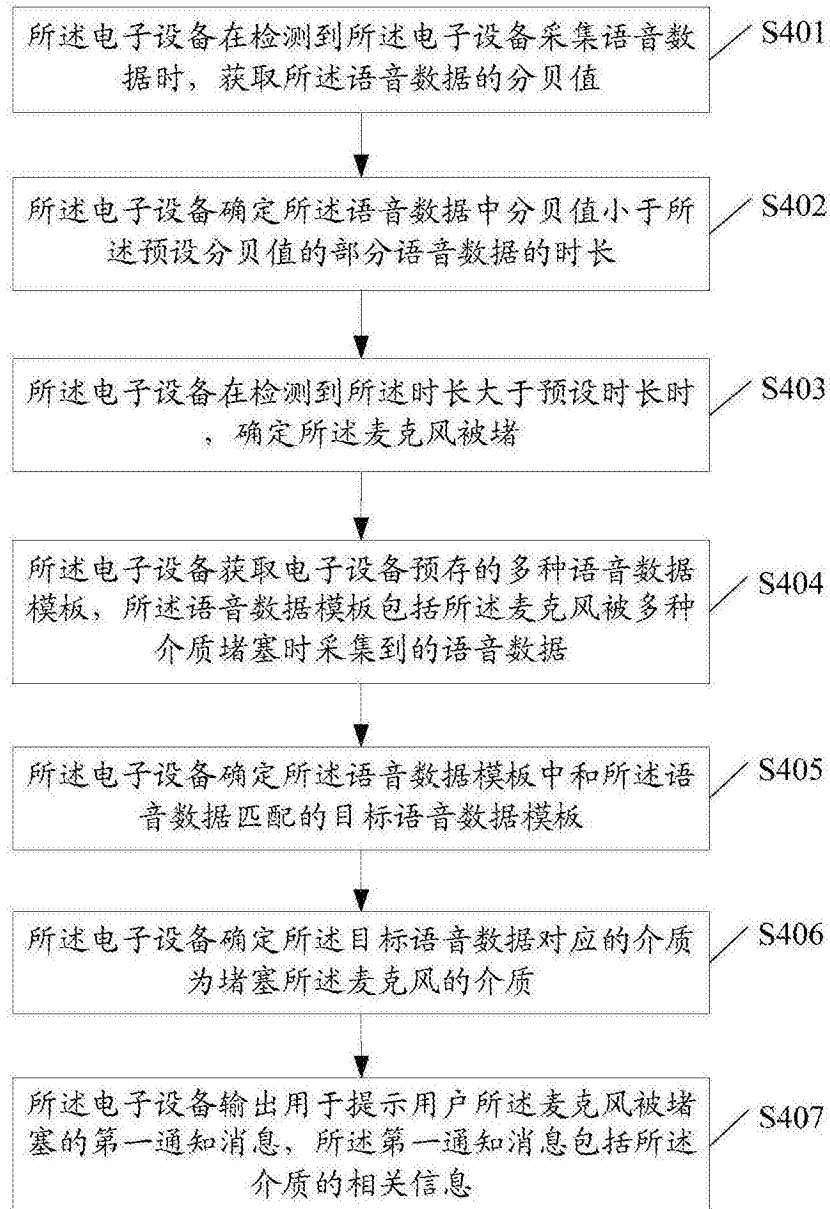 所述电子设备在检测到所述电子设备采集语音数
据时，获取所述语音数据的分贝值
S401
所述电子设备确定所述语音数据中分贝值小于所
述预设分贝值的部分语音数据的时长
S402
所述电子设备在检测到所述时长大于预设时长时
，确定所述麦克风被堵
S403
所述电子设备获取电子设备预存的多种语音数据
模板，所述语音数据模板包括所述麦克风被多种
介质堵塞时采集到的语音数据
S404
所述电子设备确定所述语音数据模板中和所述语
音数据匹配的目标语音数据模板
S405
所述电子设备确定所述目标语音数据对应的介质
为堵塞所述麦克风的介质
S406
所述电子设备输出用于提示用户所述麦克风被堵
塞的第一通知消息，所述第一通知消息包括所述
介质的相关信息
S407